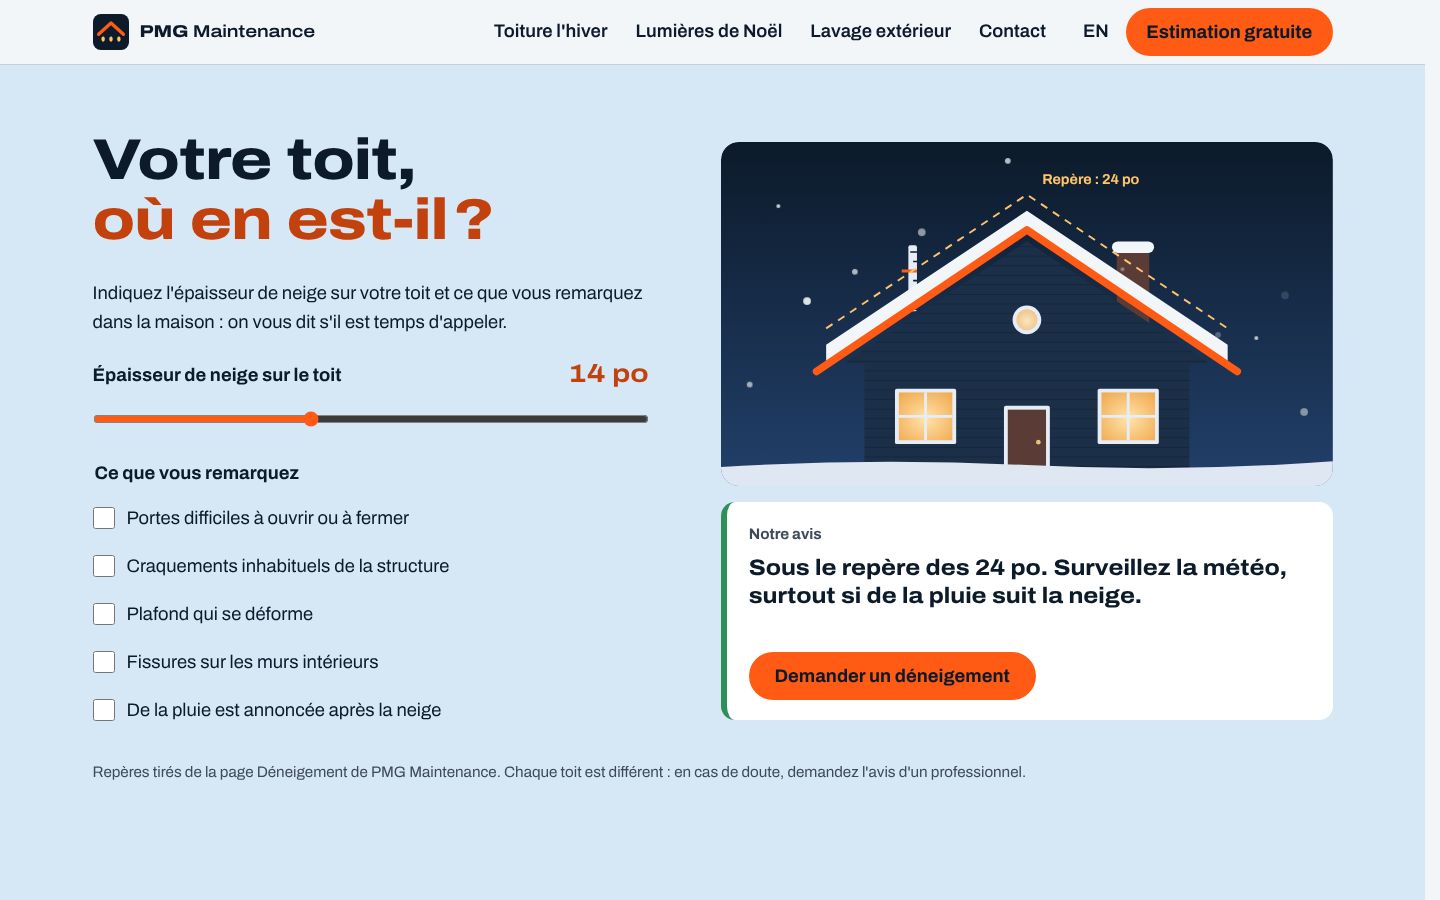 PMG Maintenance
Toiture l'hiver
Lumières de Noël
Lavage extérieur
Contact
EN
Estimation gratuite
Votre toit,
où en est-il ?
Indiquez l'épaisseur de neige sur votre toit et ce que vous remarquez
dans la maison : on vous dit s'il est temps d'appeler.
Épaisseur de neige sur le toit
14 po
Ce que vous remarquez
Portes difficiles à ouvrir ou à fermer
Craquements inhabituels de la structure
Plafond qui se déforme
Fissures sur les murs intérieurs
De la pluie est annoncée après la neige
Repère : 24 po
Notre avis
Sous le repère des 24 po. Surveillez la météo,
surtout si de la pluie suit la neige.
Demander un déneigement
Repères tirés de la page Déneigement de PMG Maintenance. Chaque toit est différent : en cas de doute, demandez l'avis d'un professionnel.